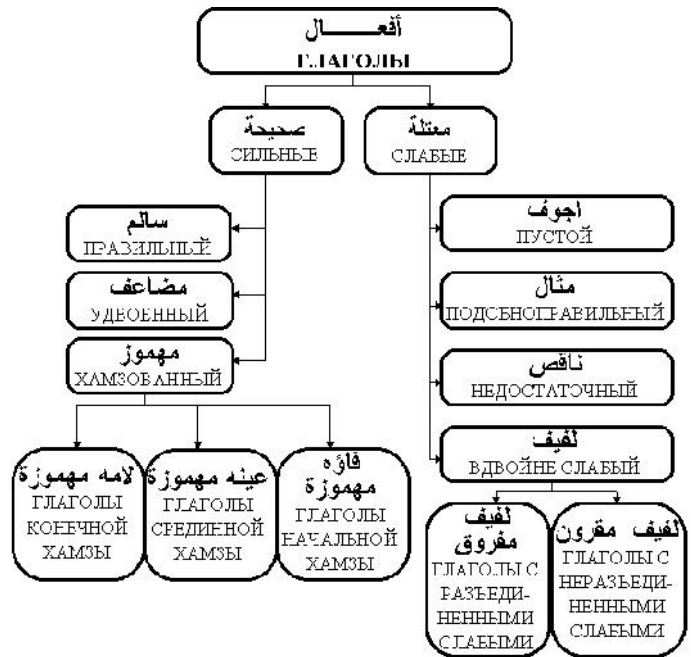 أفعــــــال
ГЛАГОЛЫ
صحيحة
СИЛЬНЫЕ
معتلة
СЛАБЫЕ
سالم
ПРАВИЛЬНЫЙ
مضاعف
УДВОЕННЫЙ
مهموز
ХАМЗОВАННЫЙ
لامه مهموزة
ГЛАГОЛЫ
КОНЕЧНОЙ
ХАМЗЫ
عينه مهموزة
ГЛАГОЛЫ
СРЕДИННОЙ
ХАМЗЫ
فاؤه
مهموزة
ГЛАГОЛЫ
НАЧАЛЬНОЙ
ХАМЗЫ
اجوف
ПУСТОЙ
مثال
ПОДОБНОПРАВИЛЬНЫЙ
ناقص
НЕДОСТАТОЧНЫЙ
لفيف
ВДВОЙНЕ СЛАБЫЙ
لفيف
مفروق
ГЛАГОЛЫ С
РАЗЪЕДИ-
НЕННЫМИ
СЛАБЫМИ
لفيف مقرون
ГЛАГОЛЫ С
НЕРАЗЪЕДИ-
НЕННЫМИ
СЛАБЫМИ